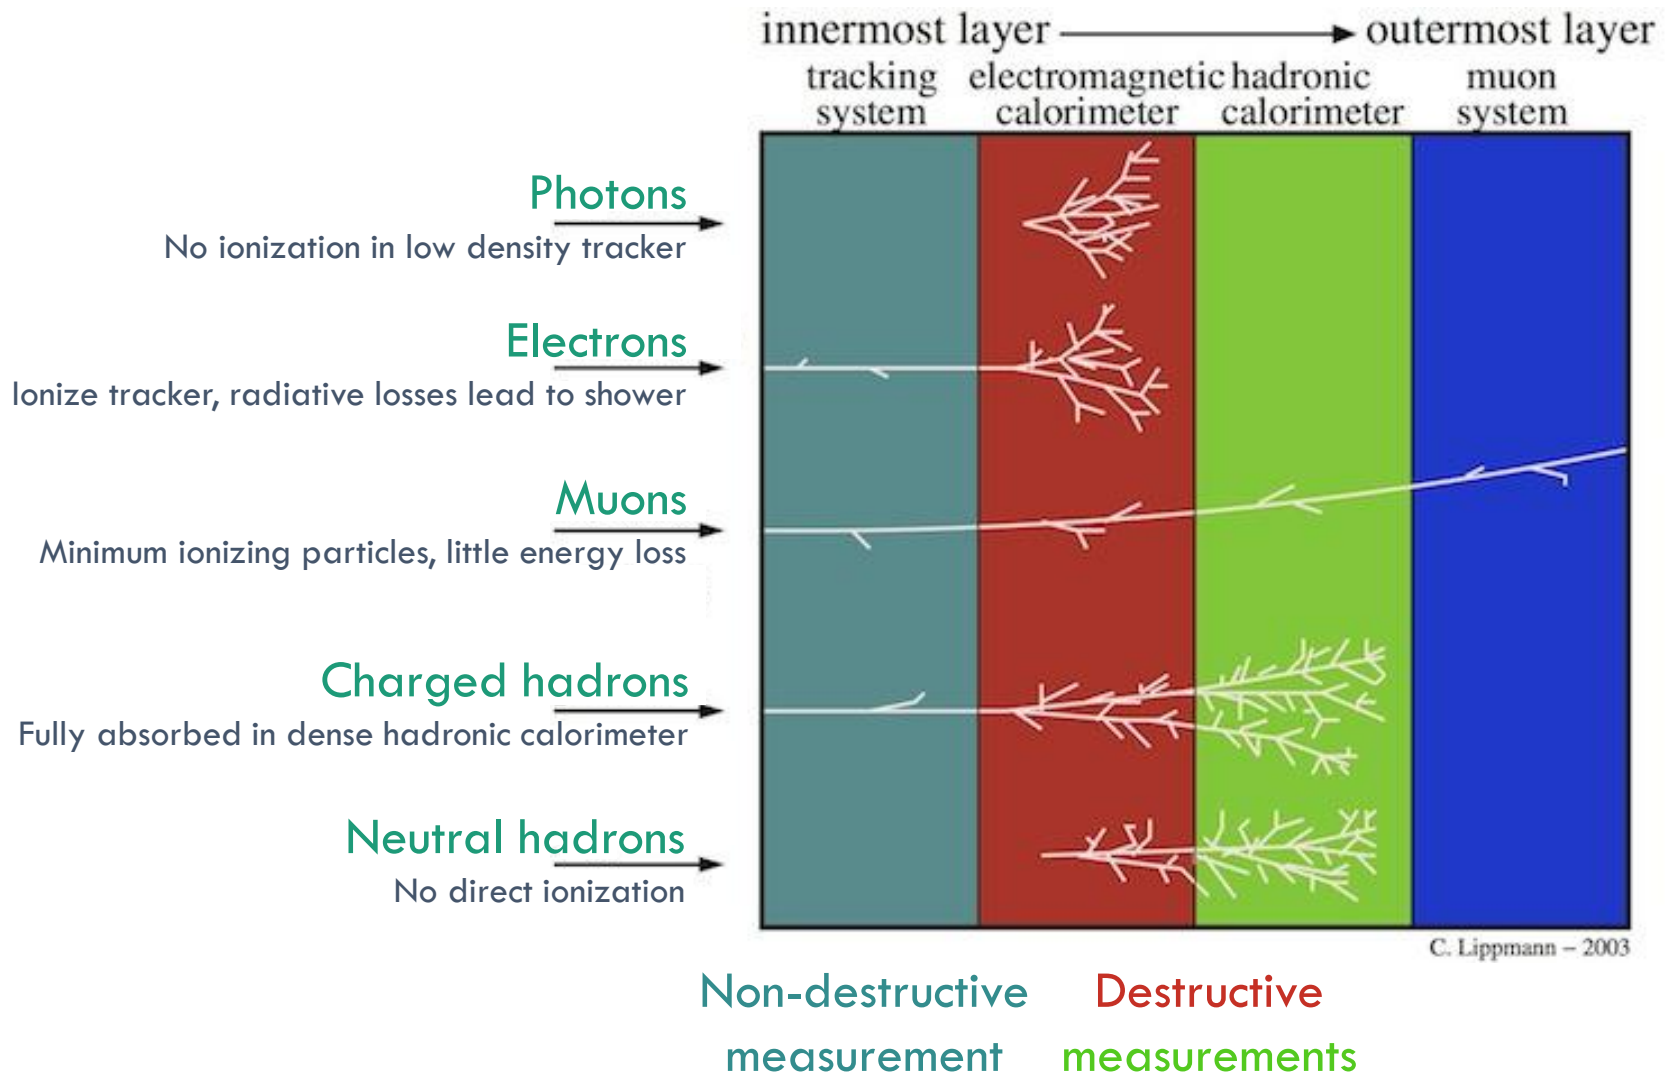 innermost layer outermost layer
tracking electromagnetic hadronic muon
system calorimeter calorimeter system
Photons
No ionization in low density tracker
Electrons
Ionize tracker, radiative losses lead to shower
Muons
Minimum ionizing particles, little energy loss
Charged hadrons
Fully absorbed in dense hadronic calorimeter
Neutral hadrons
No direct ionization
C. Lippmann – 2003
Non-destructive Destructive
measurement measurements